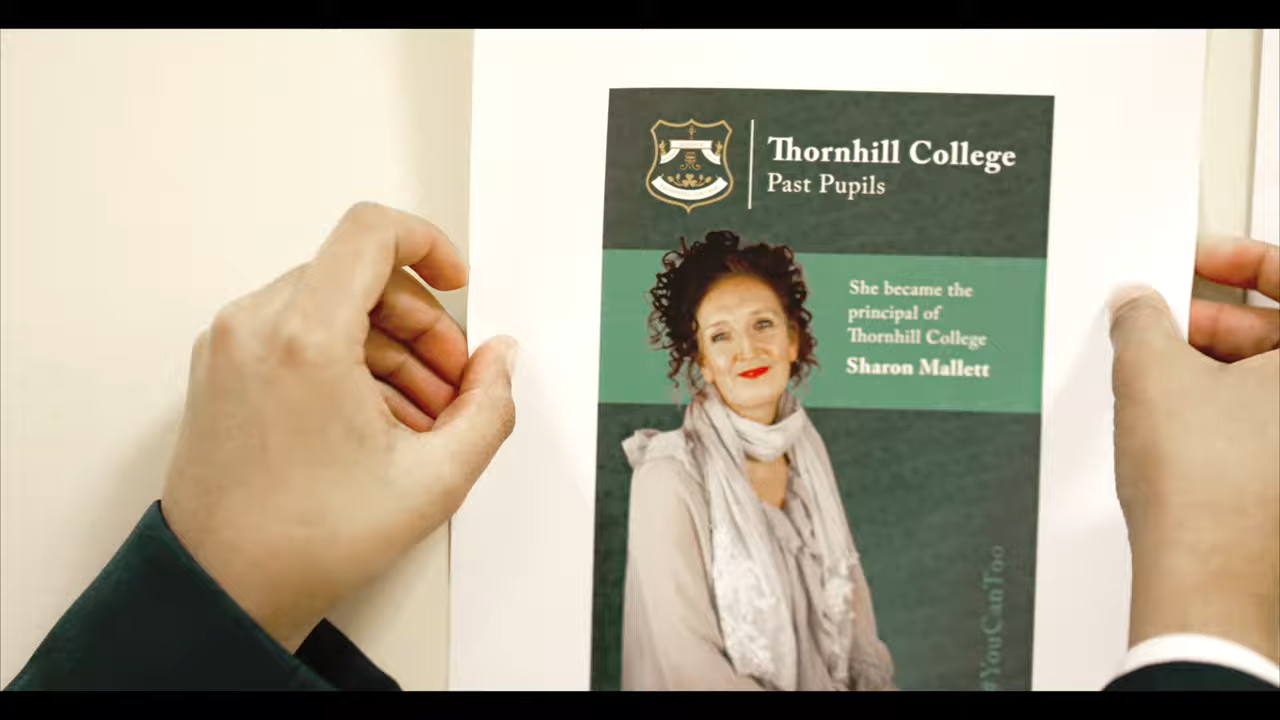 Thornhill College
Past Pupils
She became the
principal of
Thornhill College
Sharon Mallett
#YouCanToo